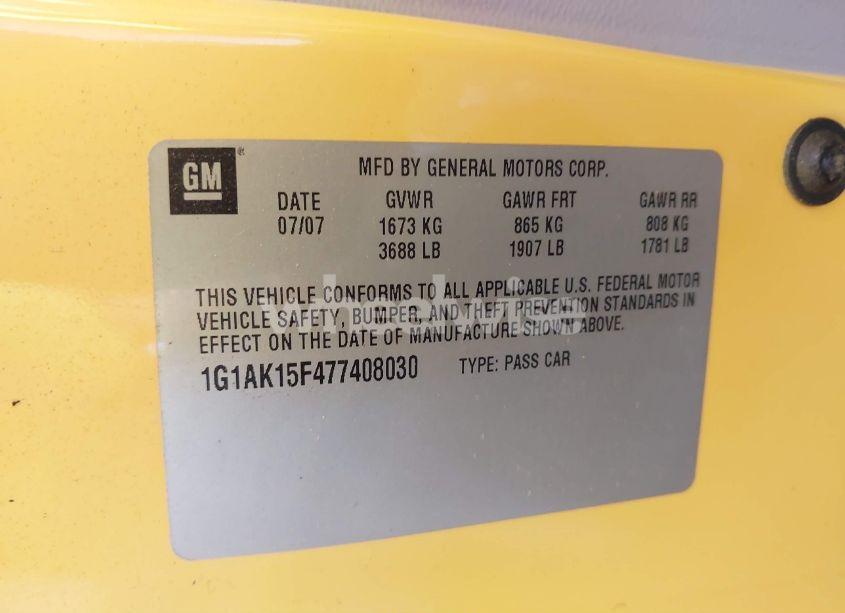 GM
MFD BY GENERAL MOTORS CORP.
DATE GVWR GAWR FRT GAWR RR
07/07 1673 KG 865 KG 808 KG
3688 LB 1907 LB 1781 LB
THIS VEHICLE CONFORMS TO ALL APPLICABLE U.S. FEDERAL MOTOR
VEHICLE SAFETY, BUMPER, AND THEFT PREVENTION STANDARDS IN
EFFECT ON THE DATE OF MANUFACTURE SHOWN ABOVE.
1G1AK15F477408030 TYPE: PASS CAR